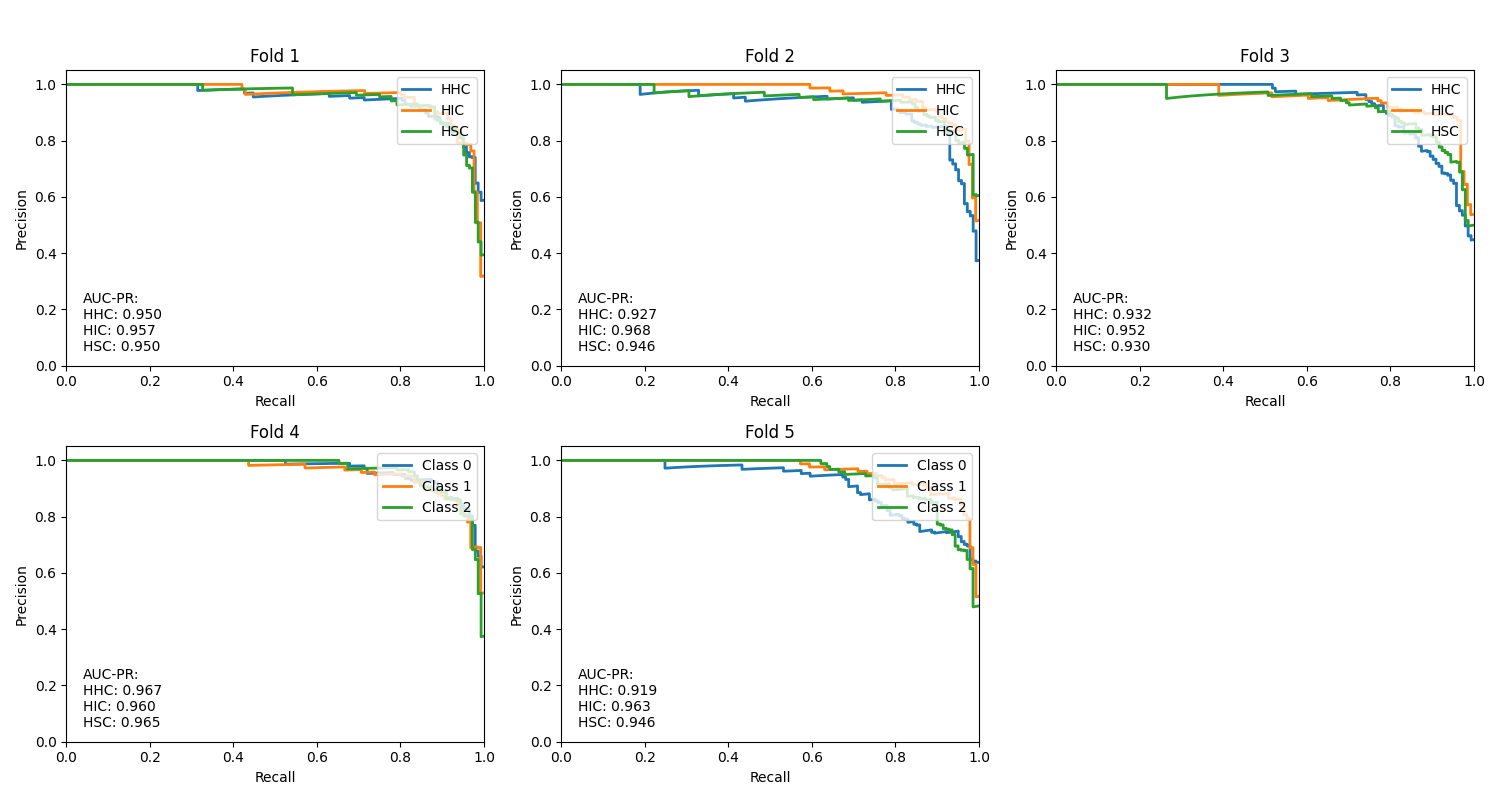 Fold 1
1.0
0.8
0.6
0.4
0.2
0.0
Precision
HHC
HIC
HSC
AUC-PR:
HHC: 0.950
HIC: 0.957
HSC: 0.950
0.0 0.2 0.4 0.6 0.8 1.0
Recall
Fold 2
1.0
0.8
0.6
0.4
0.2
0.0
Precision
HHC
HIC
HSC
AUC-PR:
HHC: 0.927
HIC: 0.968
HSC: 0.946
0.0 0.2 0.4 0.6 0.8 1.0
Recall
Fold 3
1.0
0.8
0.6
0.4
0.2
0.0
Precision
HHC
HIC
HSC
AUC-PR:
HHC: 0.932
HIC: 0.952
HSC: 0.930
0.0 0.2 0.4 0.6 0.8 1.0
Recall
Fold 4
1.0
0.8
0.6
0.4
0.2
0.0
Precision
Class 0
Class 1
Class 2
AUC-PR:
HHC: 0.967
HIC: 0.960
HSC: 0.965
0.0 0.2 0.4 0.6 0.8 1.0
Recall
Fold 5
1.0
0.8
0.6
0.4
0.2
0.0
Precision
Class 0
Class 1
Class 2
AUC-PR:
HHC: 0.919
HIC: 0.963
HSC: 0.946
0.0 0.2 0.4 0.6 0.8 1.0
Recall